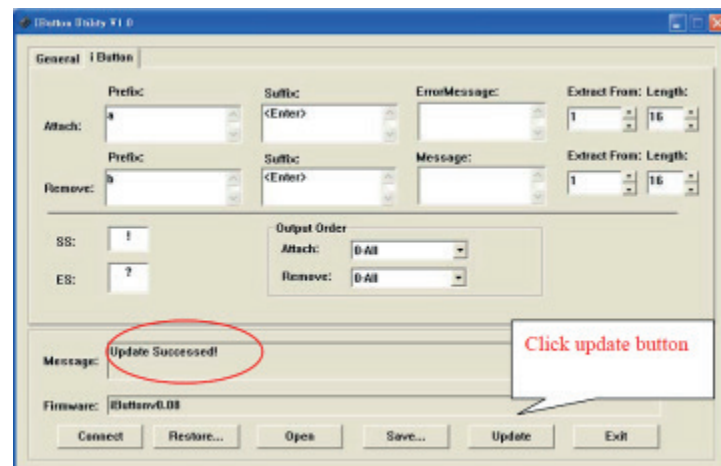 iButton Utility V1.0
General iButton
Prefix: Suffix: ErrorMessage: Extract From: Length:
Attach: a <Enter> 1 16
Prefix: Suffix: Message: Extract From: Length:
Remove: b <Enter> 1 16
SS: ! Output Order
Attach: 0-All
ES: ? Remove: 0-All
Click update button
Message: Update Successed!
Firmware: iButtonv0.08
Connect Restore... Open Save... Update Exit